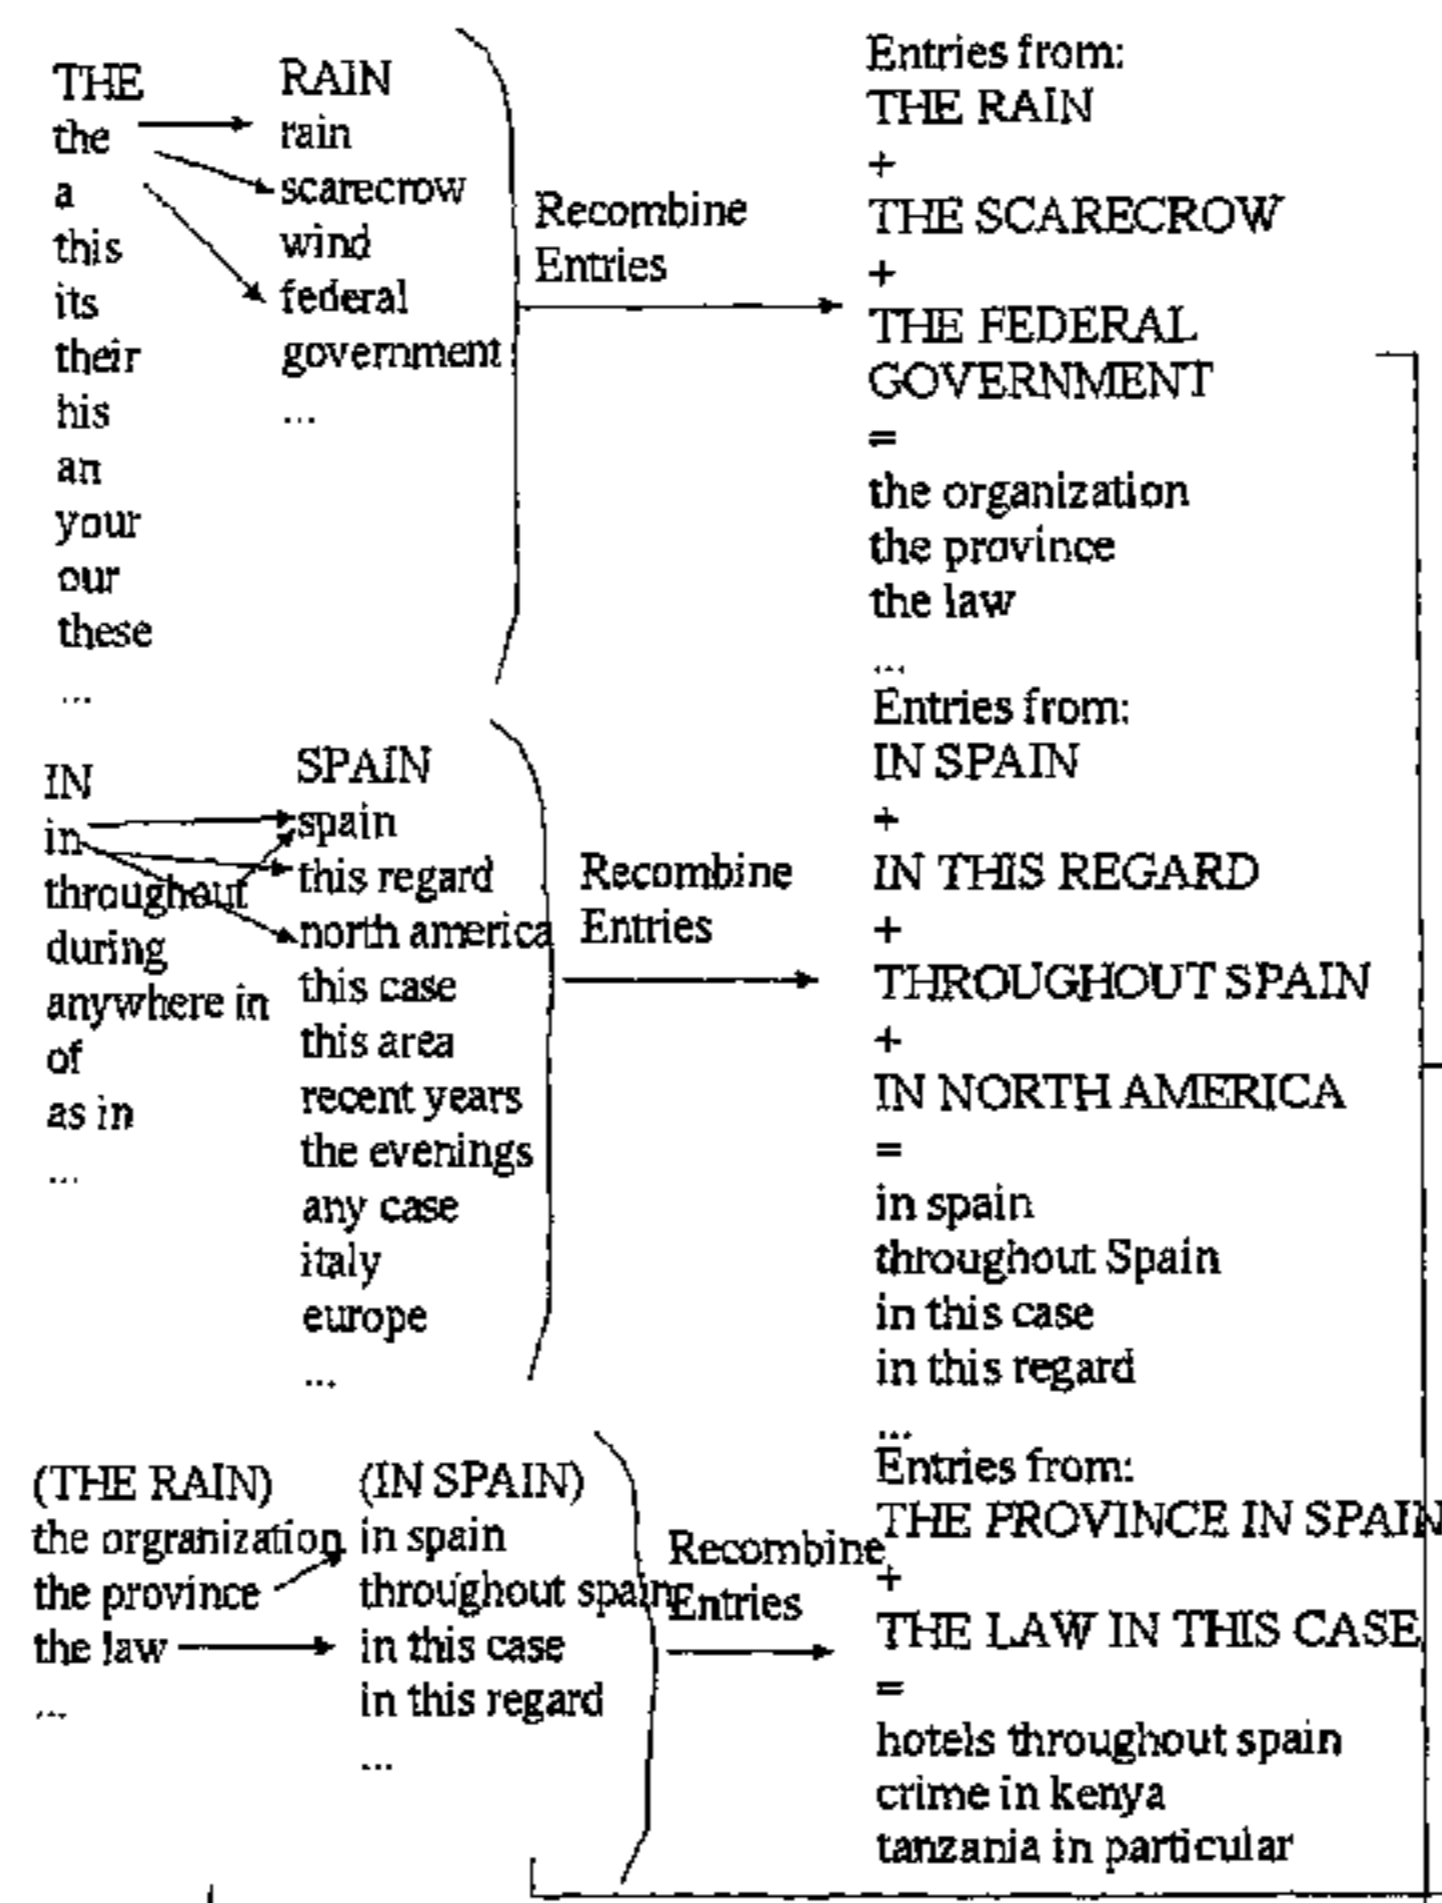 THE
the
a
this
its
their
his
an
your
our
these
...
RAIN
rain
scarecrow
wind
federal
government
...
Recombine
Entries
Entries from:
THE RAIN
+
THE SCARECROW
+
THE FEDERAL
GOVERNMENT
=
the organization
the province
the law
...
IN
in
throughout
during
anywhere in
of
as in
...
SPAIN
spain
this regard
north america
this case
this area
recent years
the evenings
any case
italy
europe
...
Recombine
Entries
Entries from:
IN SPAIN
+
IN THIS REGARD
+
THROUGHOUT SPAIN
+
IN NORTH AMERICA
=
in spain
throughout Spain
in this case
in this regard
...
(THE RAIN)
the orgranization
the province
the law
...
(IN SPAIN)
in spain
throughout spain
in this case
in this regard
...
Recombine
Entries
Entries from:
THE PROVINCE IN SPAIN
+
THE LAW IN THIS CASE
=
hotels throughout spain
crime in kenya
tanzania in particular